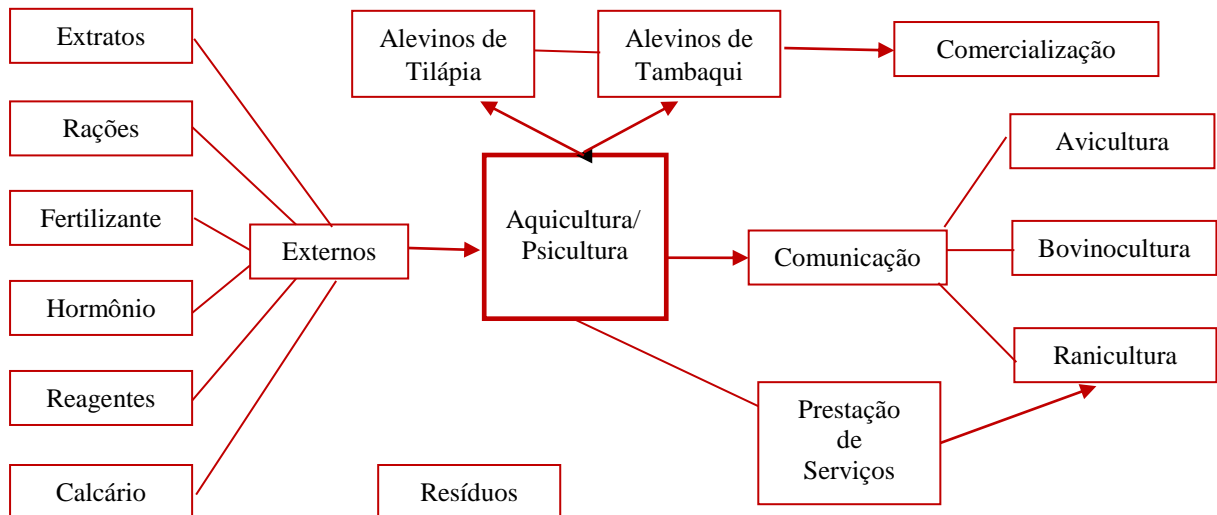 Extratos
Alevinos de
Tilápia
Alevinos de
Tambaqui
Comercialização
Rações
Avicultura
Fertilizante
Externos
Aquicultura/
Psicultura
Comunicação
Bovinocultura
Hormônio
Ranicultura
Reagentes
Prestação
de
Serviços
Calcário
Resíduos